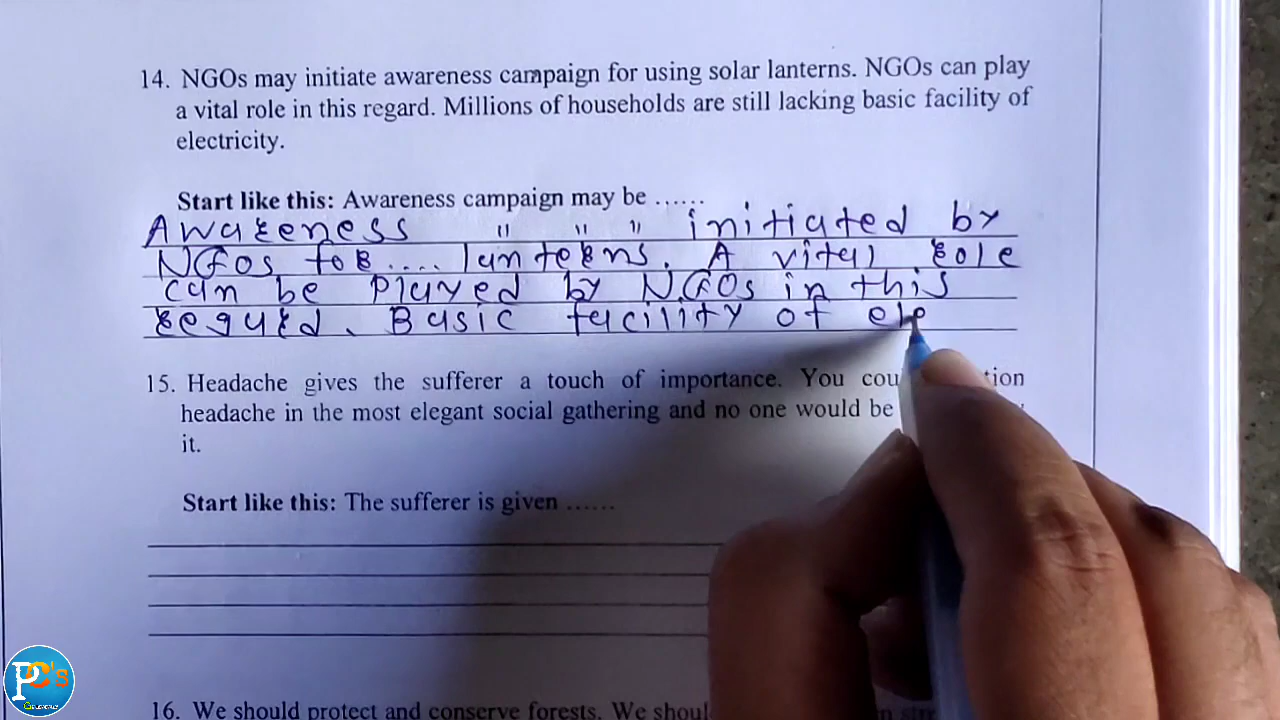 14. NGOs may initiate awareness campaign for using solar lanterns. NGOs can play
a vital role in this regard. Millions of households are still lacking basic facility of
electricity.
Start like this: Awareness campaign may be ......
Awareness " " " initiated by
NGOs for.... lanterns. A vital role
can be played by NGOs in this
regard. Basic facility of ele
15. Headache gives the sufferer a touch of importance. You cou tion
headache in the most elegant social gathering and no one would be
it.
Start like this: The sufferer is given ......
16. We should protect and conserve forests. We shoul
PC's